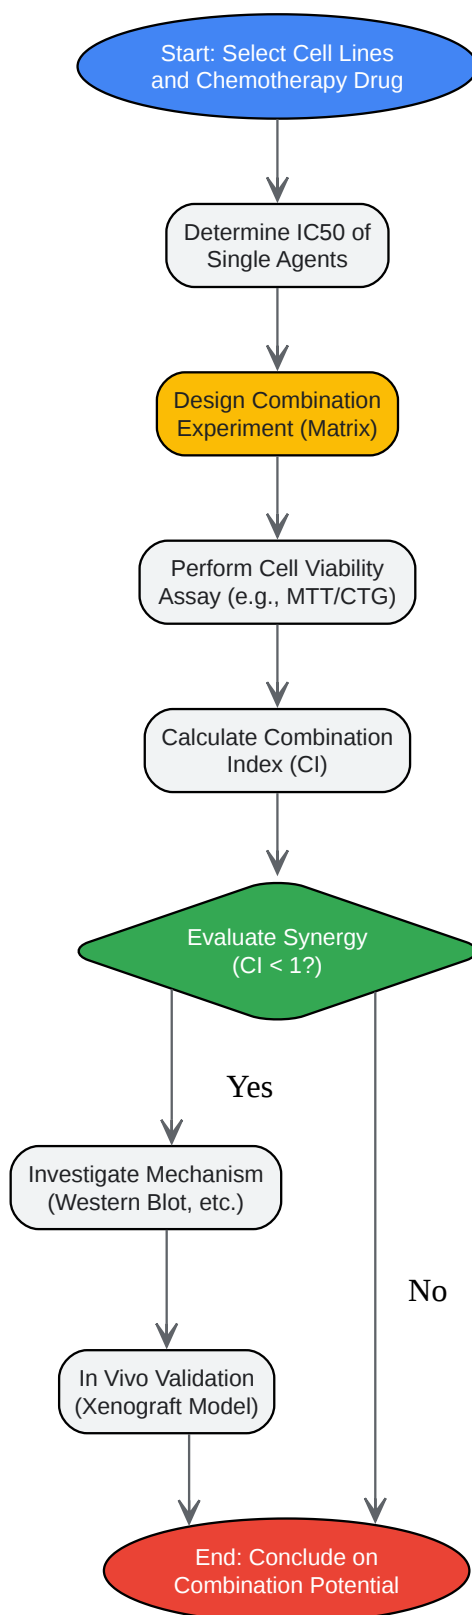 Start: Select Cell Lines
and Chemotherapy Drug
Determine IC50 of
Single Agents
Design Combination
Experiment (Matrix)
Perform Cell Viability
Assay (e.g., MTT/CTG)
Calculate Combination
Index (CI)
Evaluate Synergy
(CI < 1?)
Yes
Investigate Mechanism
(Western Blot, etc.)
No
In Vivo Validation
(Xenograft Model)
End: Conclude on
Combination Potential